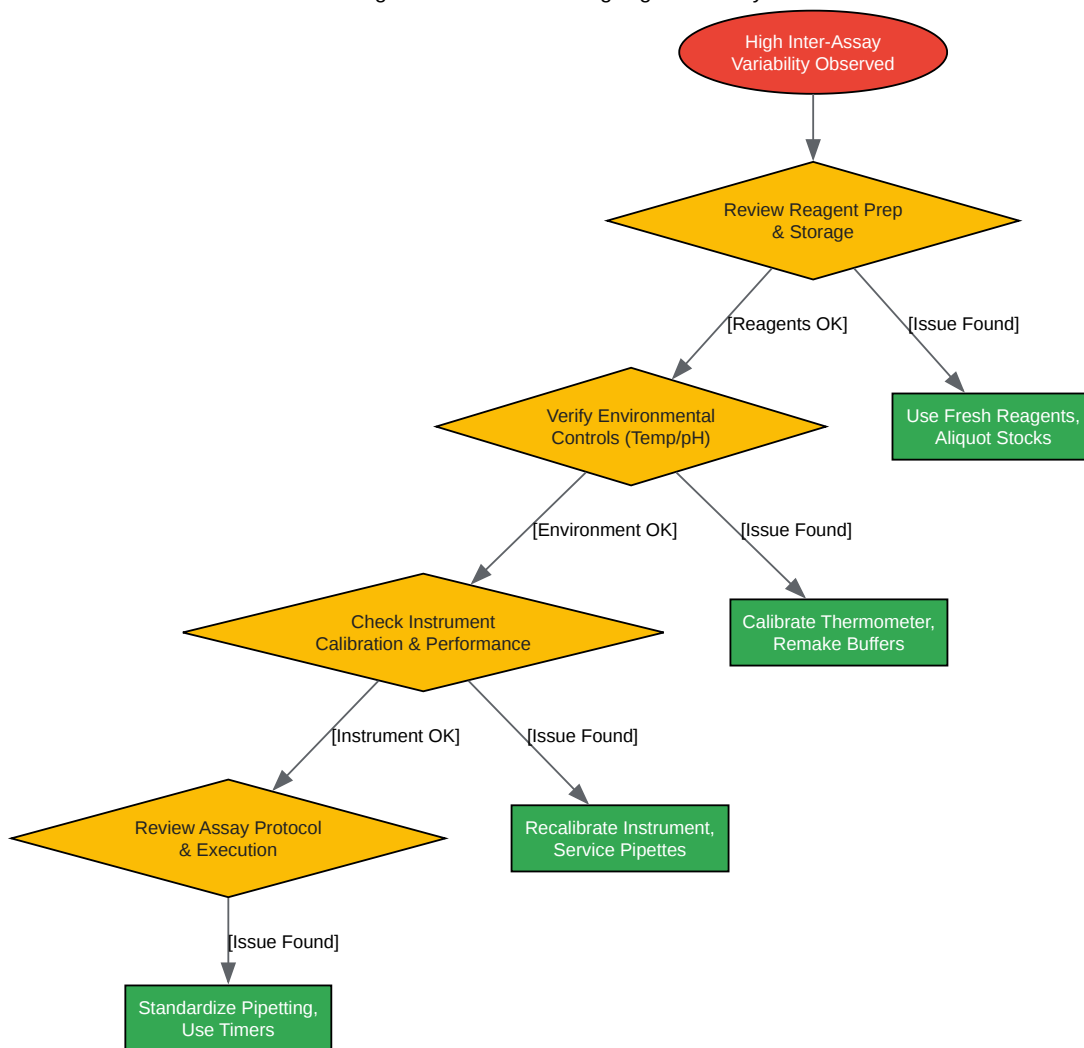 High Inter-Assay
Variability Observed
Review Reagent Prep
& Storage
[Reagents OK]
[Issue Found]
Verify Environmental
Controls (Temp/pH)
Use Fresh Reagents,
Aliquot Stocks
[Environment OK]
[Issue Found]
Check Instrument
Calibration & Performance
Calibrate Thermometer,
Remake Buffers
[Instrument OK]
[Issue Found]
Review Assay Protocol
& Execution
Recalibrate Instrument,
Service Pipettes
[Issue Found]
Standardize Pipetting,
Use Timers